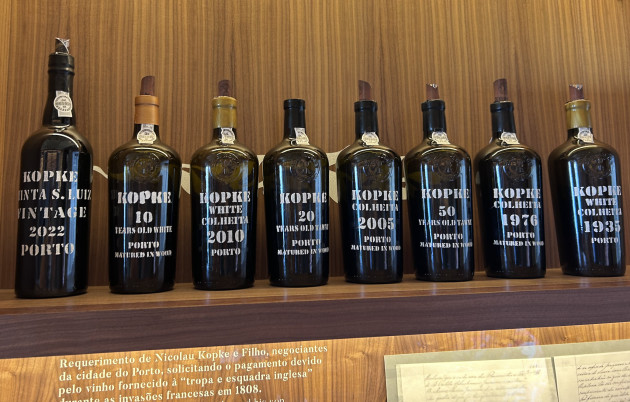 KOPKE
INTA S. LUIZ
VINTAGE
2022
PORTO
KOPKE
10
YEARS OLD WHITE
PORTO
MATURED IN WOOD
KOPKE
WHITE
COLHEITA
2010
PORTO
KOPKE
20
YEARS OLD TAWNY
PORTO
MATURED IN WOOD
KOPKE
COLHEITA
2005
PORTO
MATURED IN WOOD
KOPKE
50
YEARS OLD TAWNY
PORTO
MATURED IN WOOD
KOPKE
COLHEITA
1976
PORTO
MATURED IN WOOD
KOPKE
WHITE
COLHEITA
1935
PORTO
Requerimento de Nicolau Kopke e Filho, negociantes
da cidade do Porto, solicitando o pagamento devido
pelo vinho fornecido à “tropa e esquadra inglesa”
durante as invasões francesas em 1808.